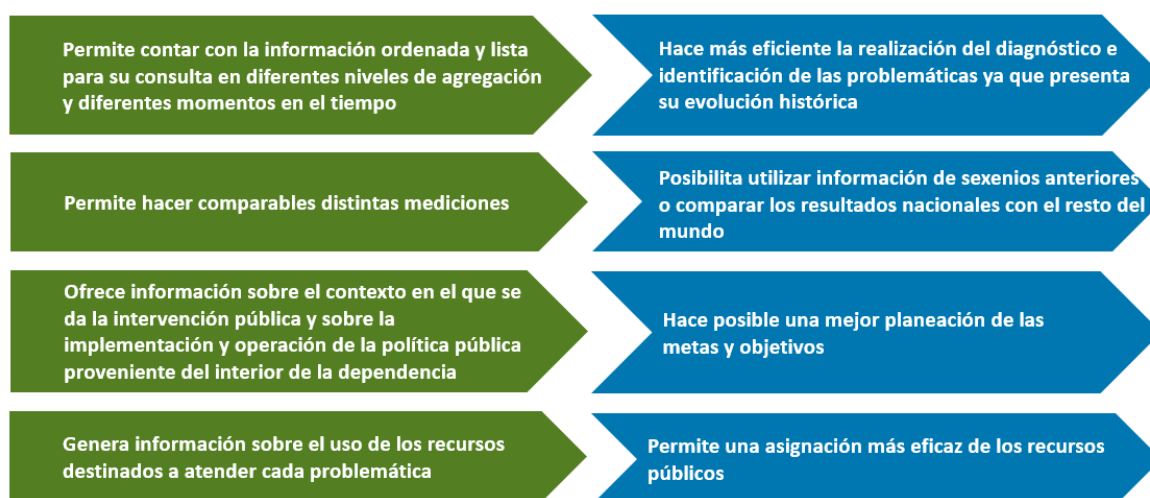 Permite contar con la información ordenada y lista
para su consulta en diferentes niveles de agregación
y diferentes momentos en el tiempo
Hace más eficiente la realización del diagnóstico e
identificación de las problemáticas ya que presenta
su evolución histórica
Permite hacer comparables distintas mediciones
Posibilita utilizar información de sexenios anteriores
o comparar los resultados nacionales con el resto del
mundo
Ofrece información sobre el contexto en el que se
da la intervención pública y sobre la
implementación y operación de la política pública
proveniente del interior de la dependencia
Hace posible una mejor planeación de las
metas y objetivos
Genera información sobre el uso de los recursos
destinados a atender cada problemática
Permite una asignación más eficaz de los recursos
públicos